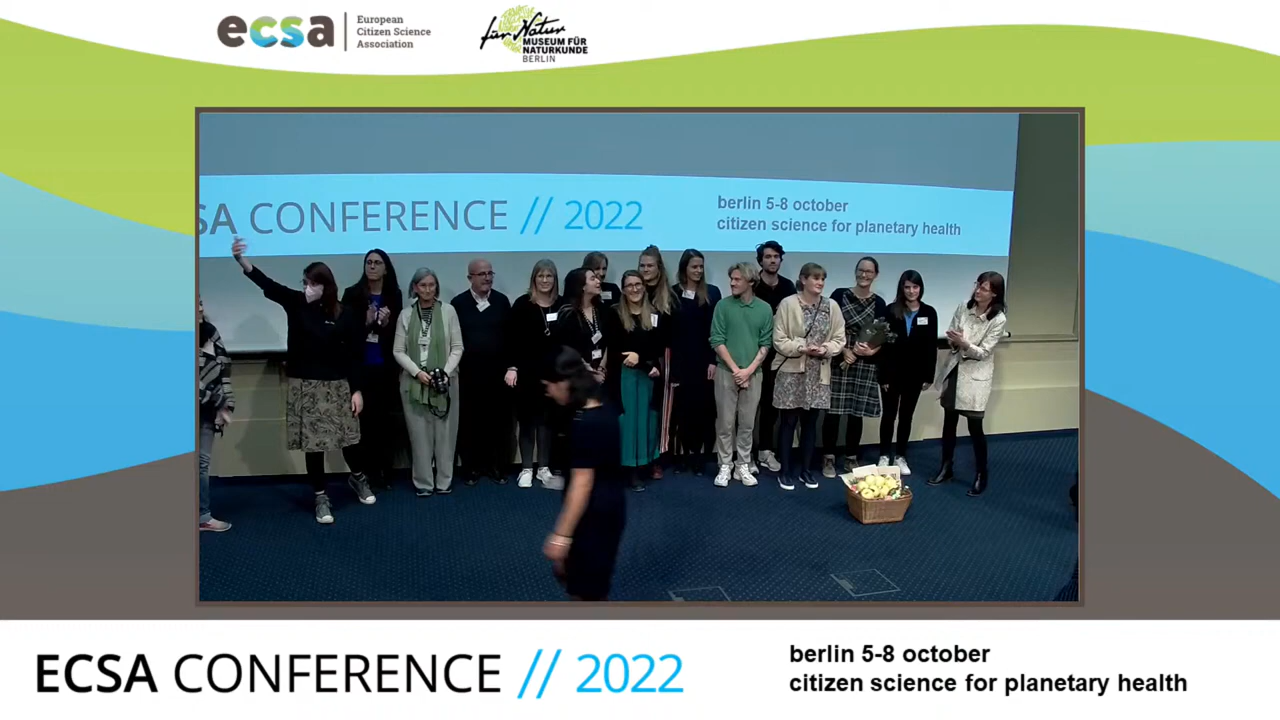 ecsa
European
Citizen Science
Association
für Natur
MUSEUM FÜR
NATURKUNDE
BERLIN
SA CONFERENCE // 2022
berlin 5-8 october
citizen science for planetary health
ECSA CONFERENCE // 2022
berlin 5-8 october
citizen science for planetary health